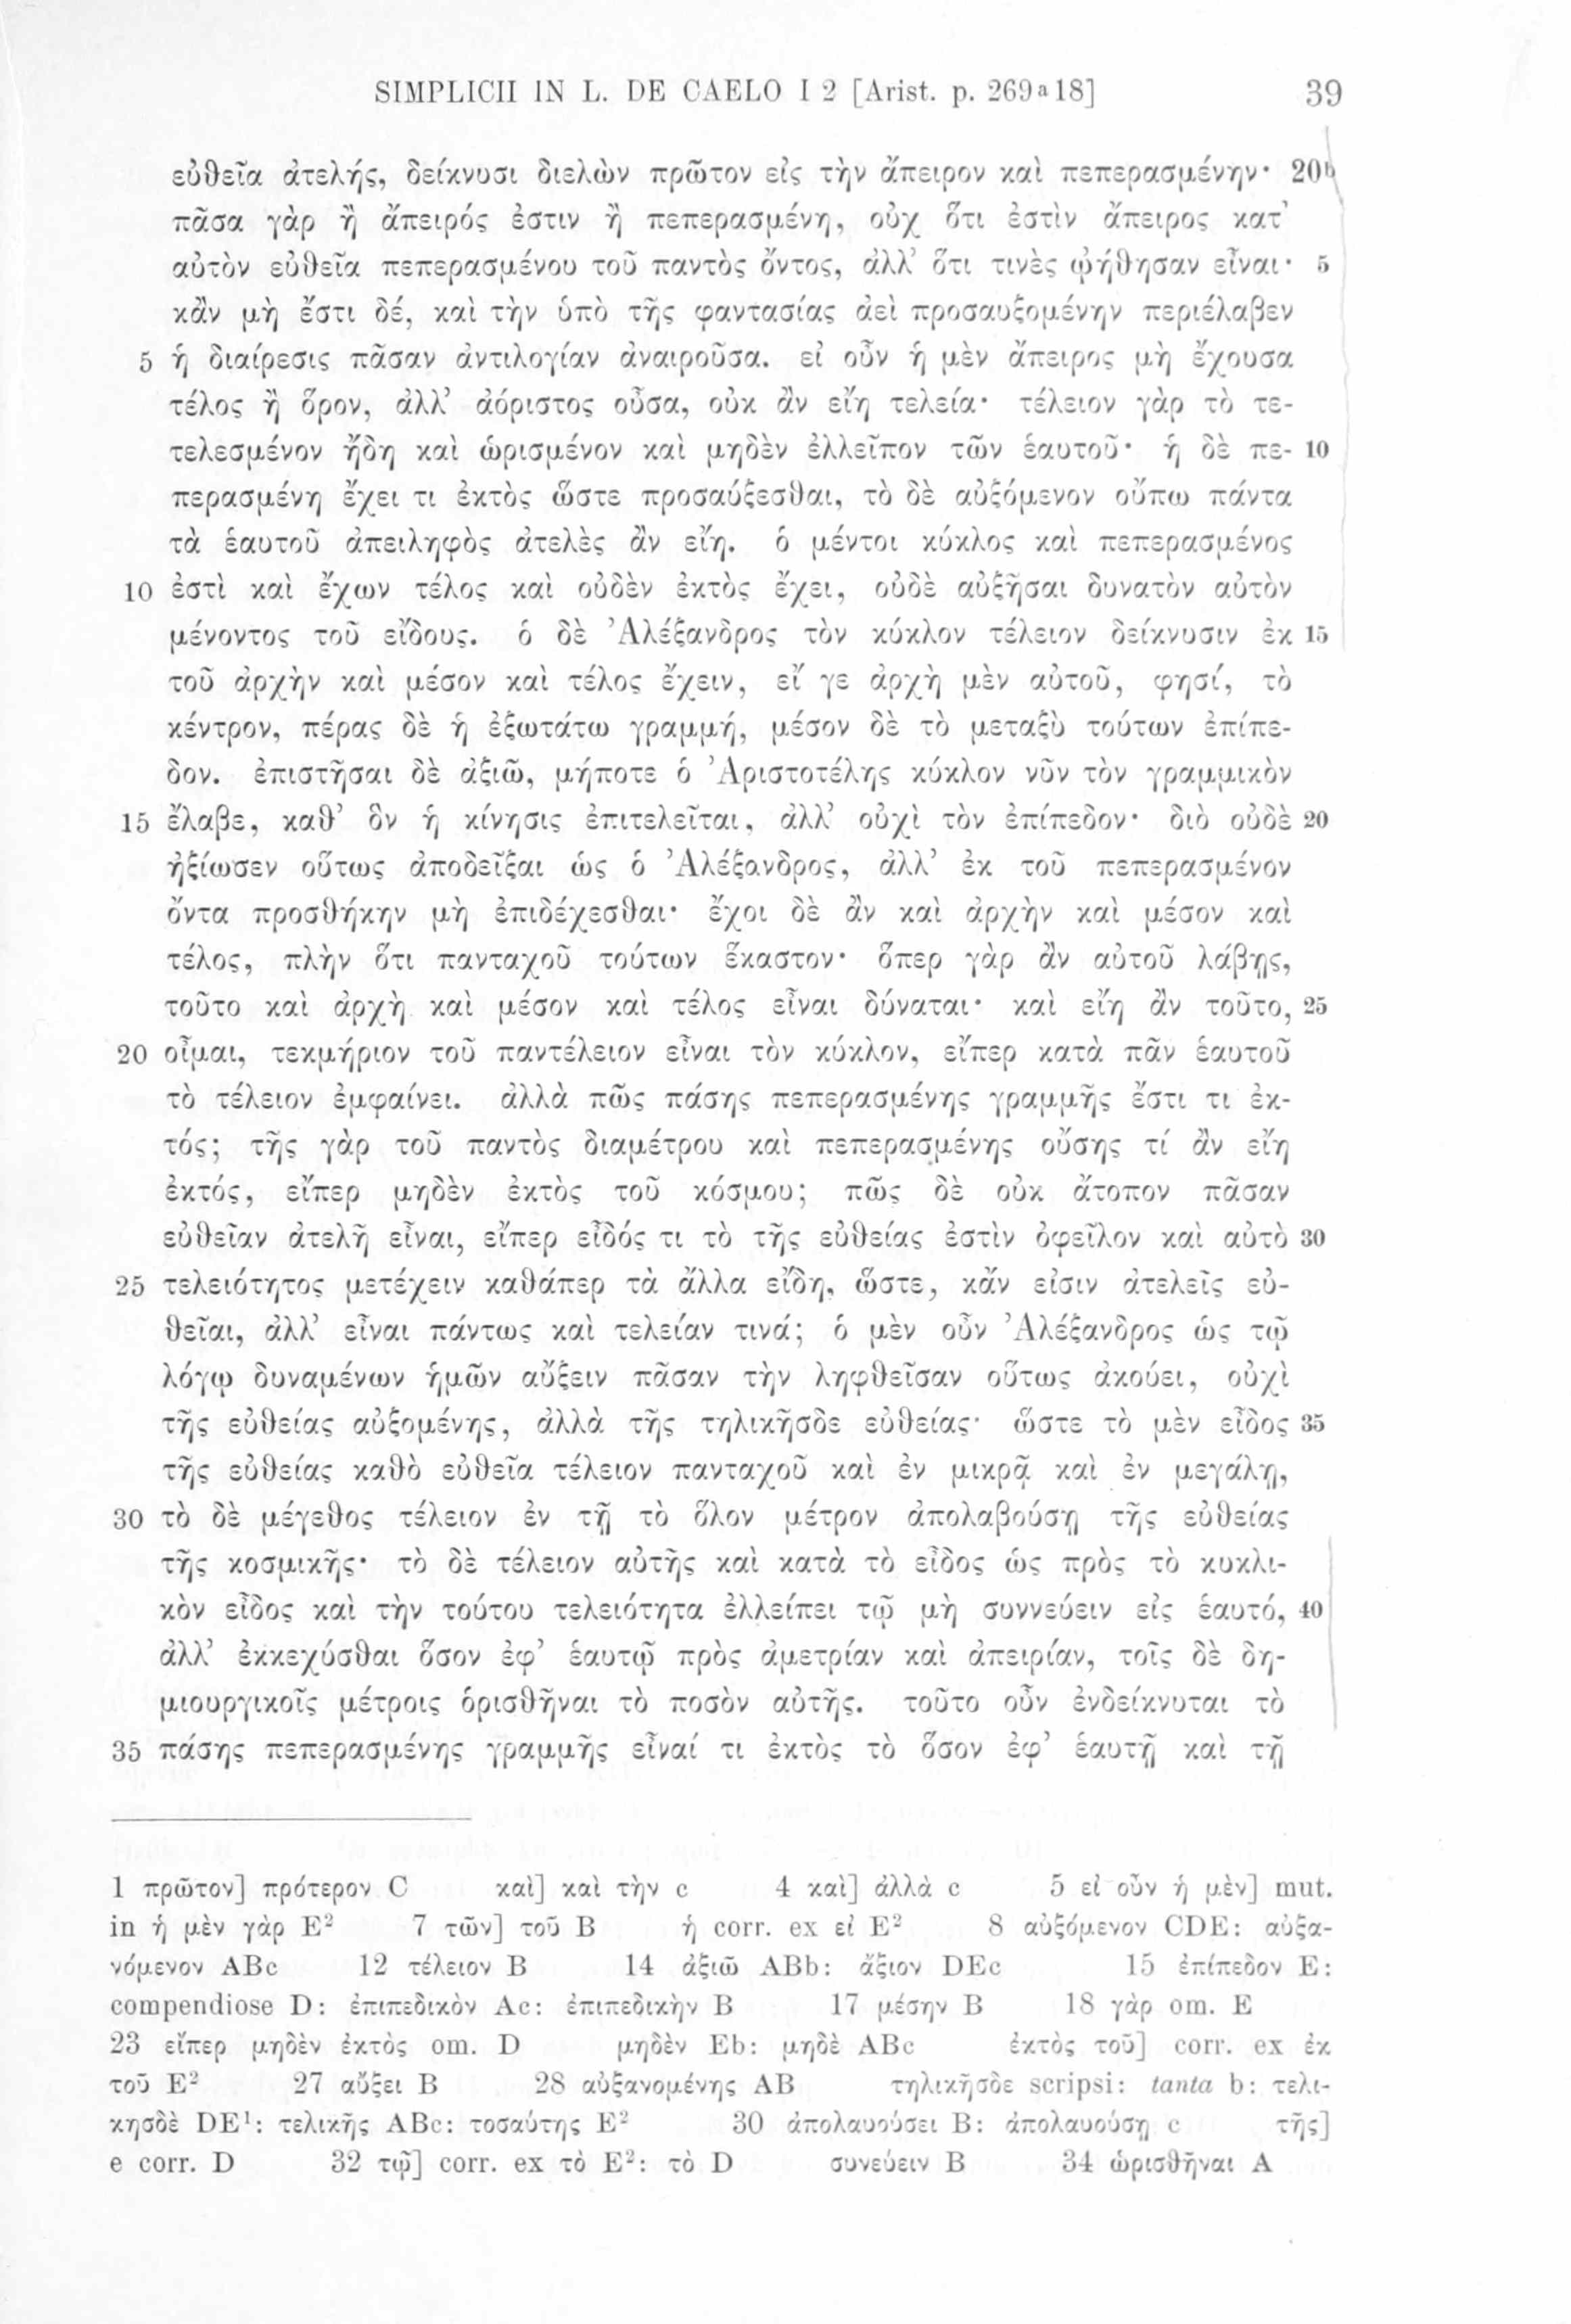 SIMPLICII IN L. DE CAELO I 2 [Arist. p. 269 a 18] 39
εὐθεῖα ἀτελής, δείκνυσι διελὼν πρῶτον εἰς τὴν ἄπειρον καὶ πεπερασμένην· 20b
πᾶσα γὰρ ἢ ἄπειρός ἐστιν ἢ πεπερασμένη, οὐχ ὅτι ἐστὶν ἄπειρος κατ’
αὐτὸν εὐθεῖα πεπερασμένου τοῦ παντὸς ὄντος, ἀλλ’ ὅτι τινὲς ᾠήθησαν εἶναι· 5
κἂν μὴ ἔστι δέ, καὶ τὴν ὑπὸ τῆς φαντασίας ἀεὶ προσαυξομένην περιέλαβεν
5 ἡ διαίρεσις πᾶσαν ἀντιλογίαν ἀναιροῦσα. εἰ οὖν ἡ μὲν ἄπειρος μὴ ἔχουσα
τέλος ἢ ὅρον, ἀλλ’ ἀόριστος οὖσα, οὐκ ἂν εἴη τελεία· τέλειον γὰρ τὸ τε-
τελεσμένον ἤδη καὶ ὡρισμένον καὶ μηδὲν ἐλλεῖπον τῶν ἑαυτοῦ· ἡ δὲ πε- 10
περασμένη ἔχει τι ἐκτὸς ὥστε προσαύξεσθαι, τὸ δὲ αὐξόμενον οὔπω πάντα
τὰ ἑαυτοῦ ἀπειληφὸς ἀτελὲς ἂν εἴη. ὁ μέντοι κύκλος καὶ πεπερασμένος
10 ἐστὶ καὶ ἔχων τέλος καὶ οὐδὲν ἐκτὸς ἔχει, οὐδὲ αὐξῆσαι δυνατὸν αὐτὸν
μένοντος τοῦ εἴδους. ὁ δὲ Ἀλέξανδρος τὸν κύκλον τέλειον δείκνυσιν ἐκ 15
τοῦ ἀρχὴν καὶ μέσον καὶ τέλος ἔχειν, εἴ γε ἀρχὴ μὲν αὐτοῦ, φησί, τὸ
κέντρον, πέρας δὲ ἡ ἐξωτάτω γραμμή, μέσον δὲ τὸ μεταξὺ τούτων ἐπίπε-
δον. ἐπιστῆσαι δὲ ἀξιῶ, μήποτε ὁ Ἀριστοτέλης κύκλον νῦν τὸν γραμμικὸν
15 ἔλαβε, καθ’ ὃν ἡ κίνησις ἐπιτελεῖται, ἀλλ’ οὐχὶ τὸν ἐπίπεδον· διὸ οὐδὲ 20
ἠξίωσεν οὕτως ἀποδεῖξαι ὡς ὁ Ἀλέξανδρος, ἀλλ’ ἐκ τοῦ πεπερασμένον
ὄντα προσθήκην μὴ ἐπιδέχεσθαι· ἔχοι δὲ ἂν καὶ ἀρχὴν καὶ μέσον καὶ
τέλος, πλὴν ὅτι πανταχοῦ τούτων ἕκαστον· ὅπερ γὰρ ἂν αὐτοῦ λάβῃς,
τοῦτο καὶ ἀρχὴ καὶ μέσον καὶ τέλος εἶναι δύναται· καὶ εἴη ἂν τοῦτο, 25
20 οἶμαι, τεκμήριον τοῦ παντέλειον εἶναι τὸν κύκλον, εἴπερ κατὰ πᾶν ἑαυτοῦ
τὸ τέλειον ἐμφαίνει. ἀλλὰ πῶς πάσης πεπερασμένης γραμμῆς ἔστι τι ἐκ-
τός; τῆς γὰρ τοῦ παντὸς διαμέτρου καὶ πεπερασμένης οὔσης τί ἂν εἴη
ἐκτός, εἴπερ μηδὲν ἐκτὸς τοῦ κόσμου; πῶς δὲ οὐκ ἄτοπον πᾶσαν
εὐθεῖαν ἀτελῆ εἶναι, εἴπερ εἶδός τι τὸ τῆς εὐθείας ἐστὶν ὀφεῖλον καὶ αὐτὸ 30
25 τελειότητος μετέχειν καθάπερ τὰ ἄλλα εἴδη, ὥστε, κἄν εἰσιν ἀτελεῖς εὐ-
θεῖαι, ἀλλ’ εἶναι πάντως καὶ τελείαν τινά; ὁ μὲν οὖν Ἀλέξανδρος ὡς τῷ
λόγῳ δυναμένων ἡμῶν αὔξειν πᾶσαν τὴν ληφθεῖσαν οὕτως ἀκούει, οὐχὶ
τῆς εὐθείας αὐξομένης, ἀλλὰ τῆς τηλικῆσδε εὐθείας· ὥστε τὸ μὲν εἶδος 35
τῆς εὐθείας καθὸ εὐθεῖα τέλειον πανταχοῦ καὶ ἐν μικρᾷ καὶ ἐν μεγάλῃ,
30 τὸ δὲ μέγεθος τέλειον ἐν τῇ τὸ ὅλον μέτρον ἀπολαβούσῃ τῆς εὐθείας
τῆς κοσμικῆς· τὸ δὲ τέλειον αὐτῆς καὶ κατὰ τὸ εἶδος ὡς πρὸς τὸ κυκλι-
κὸν εἶδος καὶ τὴν τούτου τελειότητα ἐλλείπει τῷ μὴ συννεύειν εἰς ἑαυτό, 40
ἀλλ’ ἐκκεχύσθαι ὅσον ἐφ’ ἑαυτῷ πρὸς ἀμετρίαν καὶ ἀπειρίαν, τοῖς δὲ δη-
μιουργικοῖς μέτροις ὁρισθῆναι τὸ ποσὸν αὐτῆς. τοῦτο οὖν ἐνδείκνυται τὸ
35 πάσης πεπερασμένης γραμμῆς εἶναί τι ἐκτὸς τὸ ὅσον ἐφ’ ἑαυτῇ καὶ τῇ
1 πρῶτον] πρότερον C καὶ] καὶ τὴν c 4 καὶ] ἀλλὰ c 5 εἰ οὖν ἡ μὲν] mut.
in ἡ μὲν γὰρ E² 7 τῶν] τοῦ B ἡ corr. ex εἰ E² 8 αὐξόμενον CDE: αὐξα-
νόμενον ABc 12 τέλειον B 14 ἀξιῶ ABb: ἄξιον DEc 15 ἐπίπεδον E:
compendiose D: ἐπιπεδικὸν Ac: ἐπιπεδικὴν B 17 μέσην B 18 γὰρ om. E
23 εἴπερ μηδὲν ἐκτὸς om. D μηδὲν Eb: μηδὲ ABc ἐκτὸς τοῦ] corr. ex ἐκ
τοῦ E² 27 αὔξει B 28 αὐξανομένης AB τηλικῆσδε scripsi: tanta b: τελι-
κησδὲ DE¹: τελικῆς ABc: τοσαύτης E² 30 ἀπολαυούσει B: ἀπολαυούσῃ c τῆς]
e corr. D 32 τῷ] corr. ex τὸ E²: τὸ D συνεύειν B 34 ὡρισθῆναι A